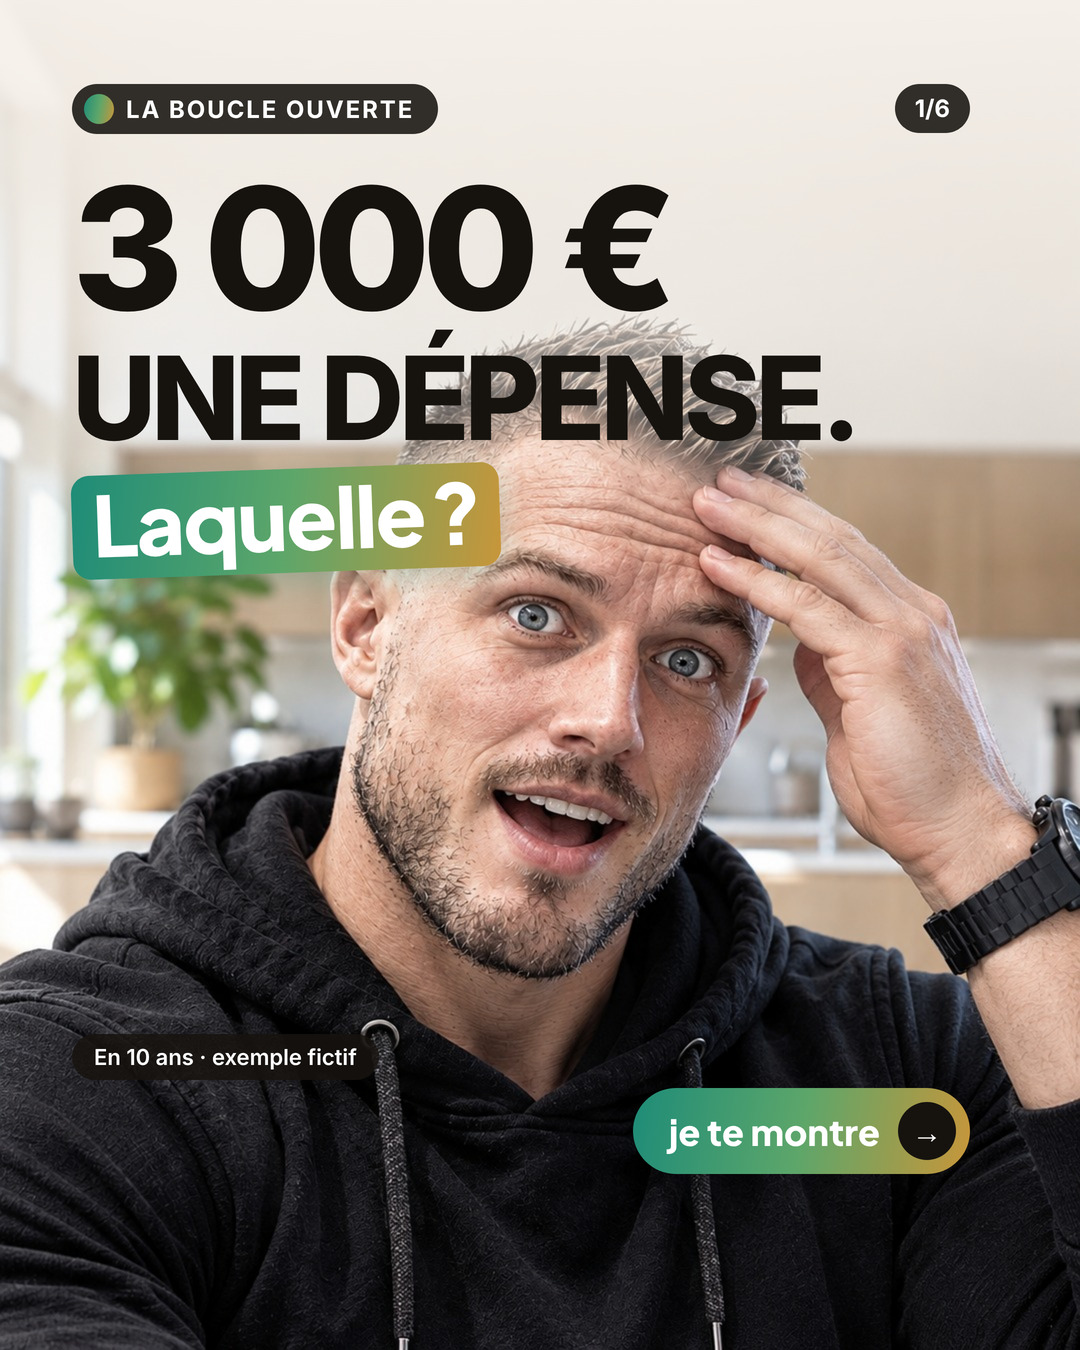 LA BOUCLE OUVERTE
1/6
3 000 €
UNE DÉPENSE.
Laquelle ?
En 10 ans · exemple fictif
je te montre →